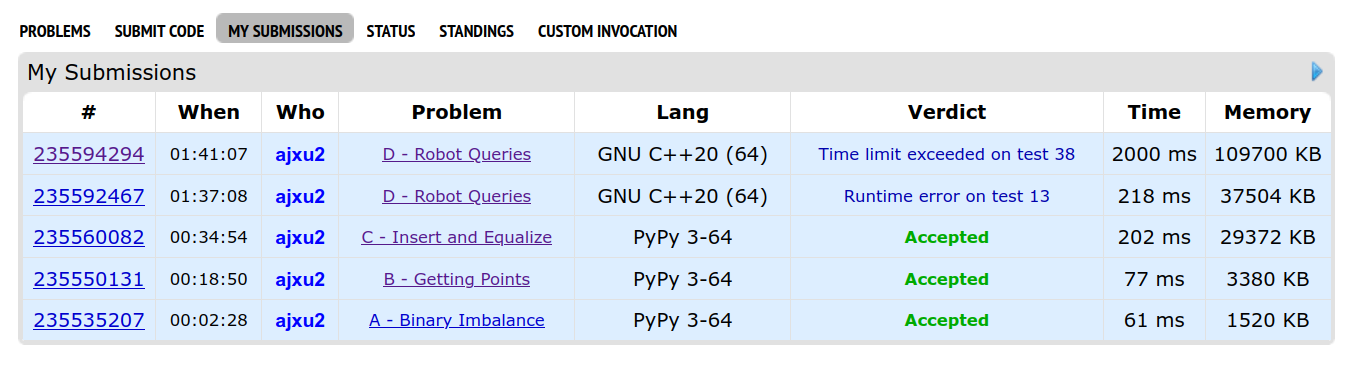 PROBLEMS SUBMIT CODE MY SUBMISSIONS STATUS STANDINGS CUSTOM INVOCATION
My Submissions
# When Who Problem Lang Verdict Time Memory
235594294 01:41:07 ajxu2 D - Robot Queries GNU C++20 (64) Time limit exceeded on test 38 2000 ms 109700 KB
235592467 01:37:08 ajxu2 D - Robot Queries GNU C++20 (64) Runtime error on test 13 218 ms 37504 KB
235560082 00:34:54 ajxu2 C - Insert and Equalize PyPy 3-64 Accepted 202 ms 29372 KB
235550131 00:18:50 ajxu2 B - Getting Points PyPy 3-64 Accepted 77 ms 3380 KB
235535207 00:02:28 ajxu2 A - Binary Imbalance PyPy 3-64 Accepted 61 ms 1520 KB